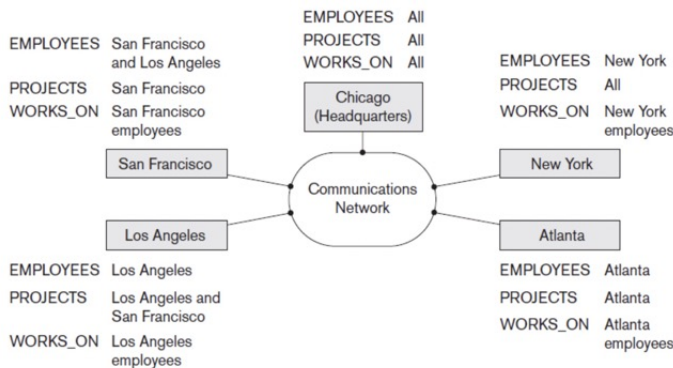 EMPLOYEES All
PROJECTS All
WORKS_ON All
Chicago
(Headquarters)
EMPLOYEES San Francisco
and Los Angeles
PROJECTS San Francisco
WORKS_ON San Francisco
employees
San Francisco
EMPLOYEES New York
PROJECTS All
WORKS_ON New York
employees
New York
Communications
Network
Los Angeles
EMPLOYEES Los Angeles
PROJECTS Los Angeles and
San Francisco
WORKS_ON Los Angeles
employees
Atlanta
EMPLOYEES Atlanta
PROJECTS Atlanta
WORKS_ON Atlanta
employees